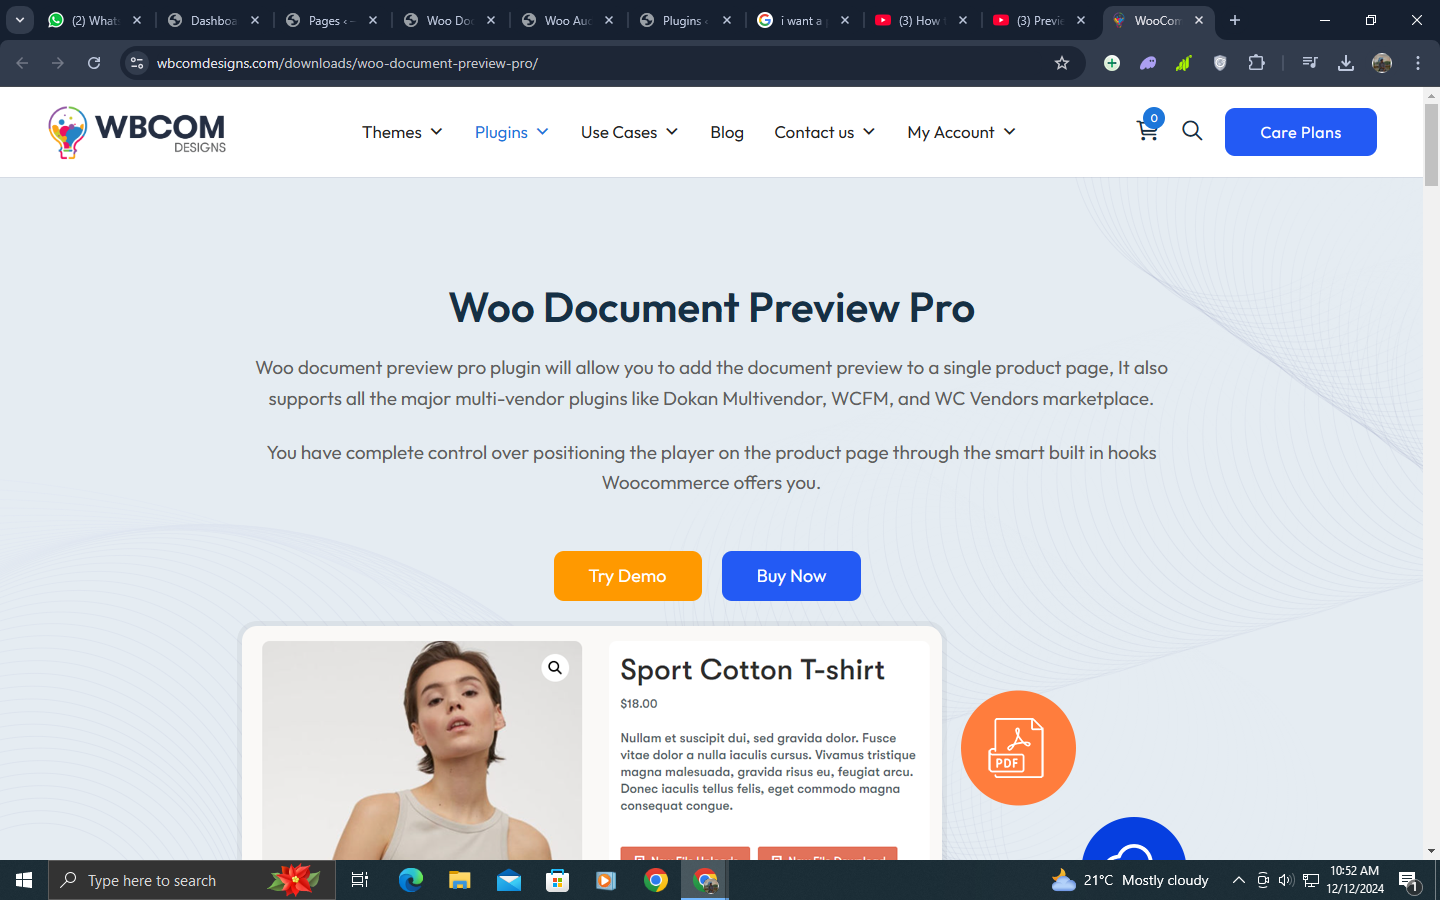 (2) Whats
Dashboa
Pages ‹ –
Woo Doc
Woo Aud
Plugins ‹
i want a p
(3) How t
(3) Previe
WooCom
wbcomdesigns.com/downloads/woo-document-preview-pro/
WBCOM
DESIGNS
Themes
Plugins
Use Cases
Blog
Contact us
My Account
0
Care Plans
Woo Document Preview Pro
Woo document preview pro plugin will allow you to add the document preview to a single product page, It also
supports all the major multi-vendor plugins like Dokan Multivendor, WCFM, and WC Vendors marketplace.
You have complete control over positioning the player on the product page through the smart built in hooks
Woocommerce offers you.
Try Demo
Buy Now
Sport Cotton T-shirt
$18.00
Nullam et suscipit dui, sed gravida dolor. Fusce
vitae dolor a nulla iaculis cursus. Vivamus tristique
magna malesuada, gravida risus eu, feugiat arcu.
Donec iaculis tellus felis, eget commodo magna
consequat congue.
PDF
Type here to search
21°C Mostly cloudy
10:52 AM
12/12/2024
1